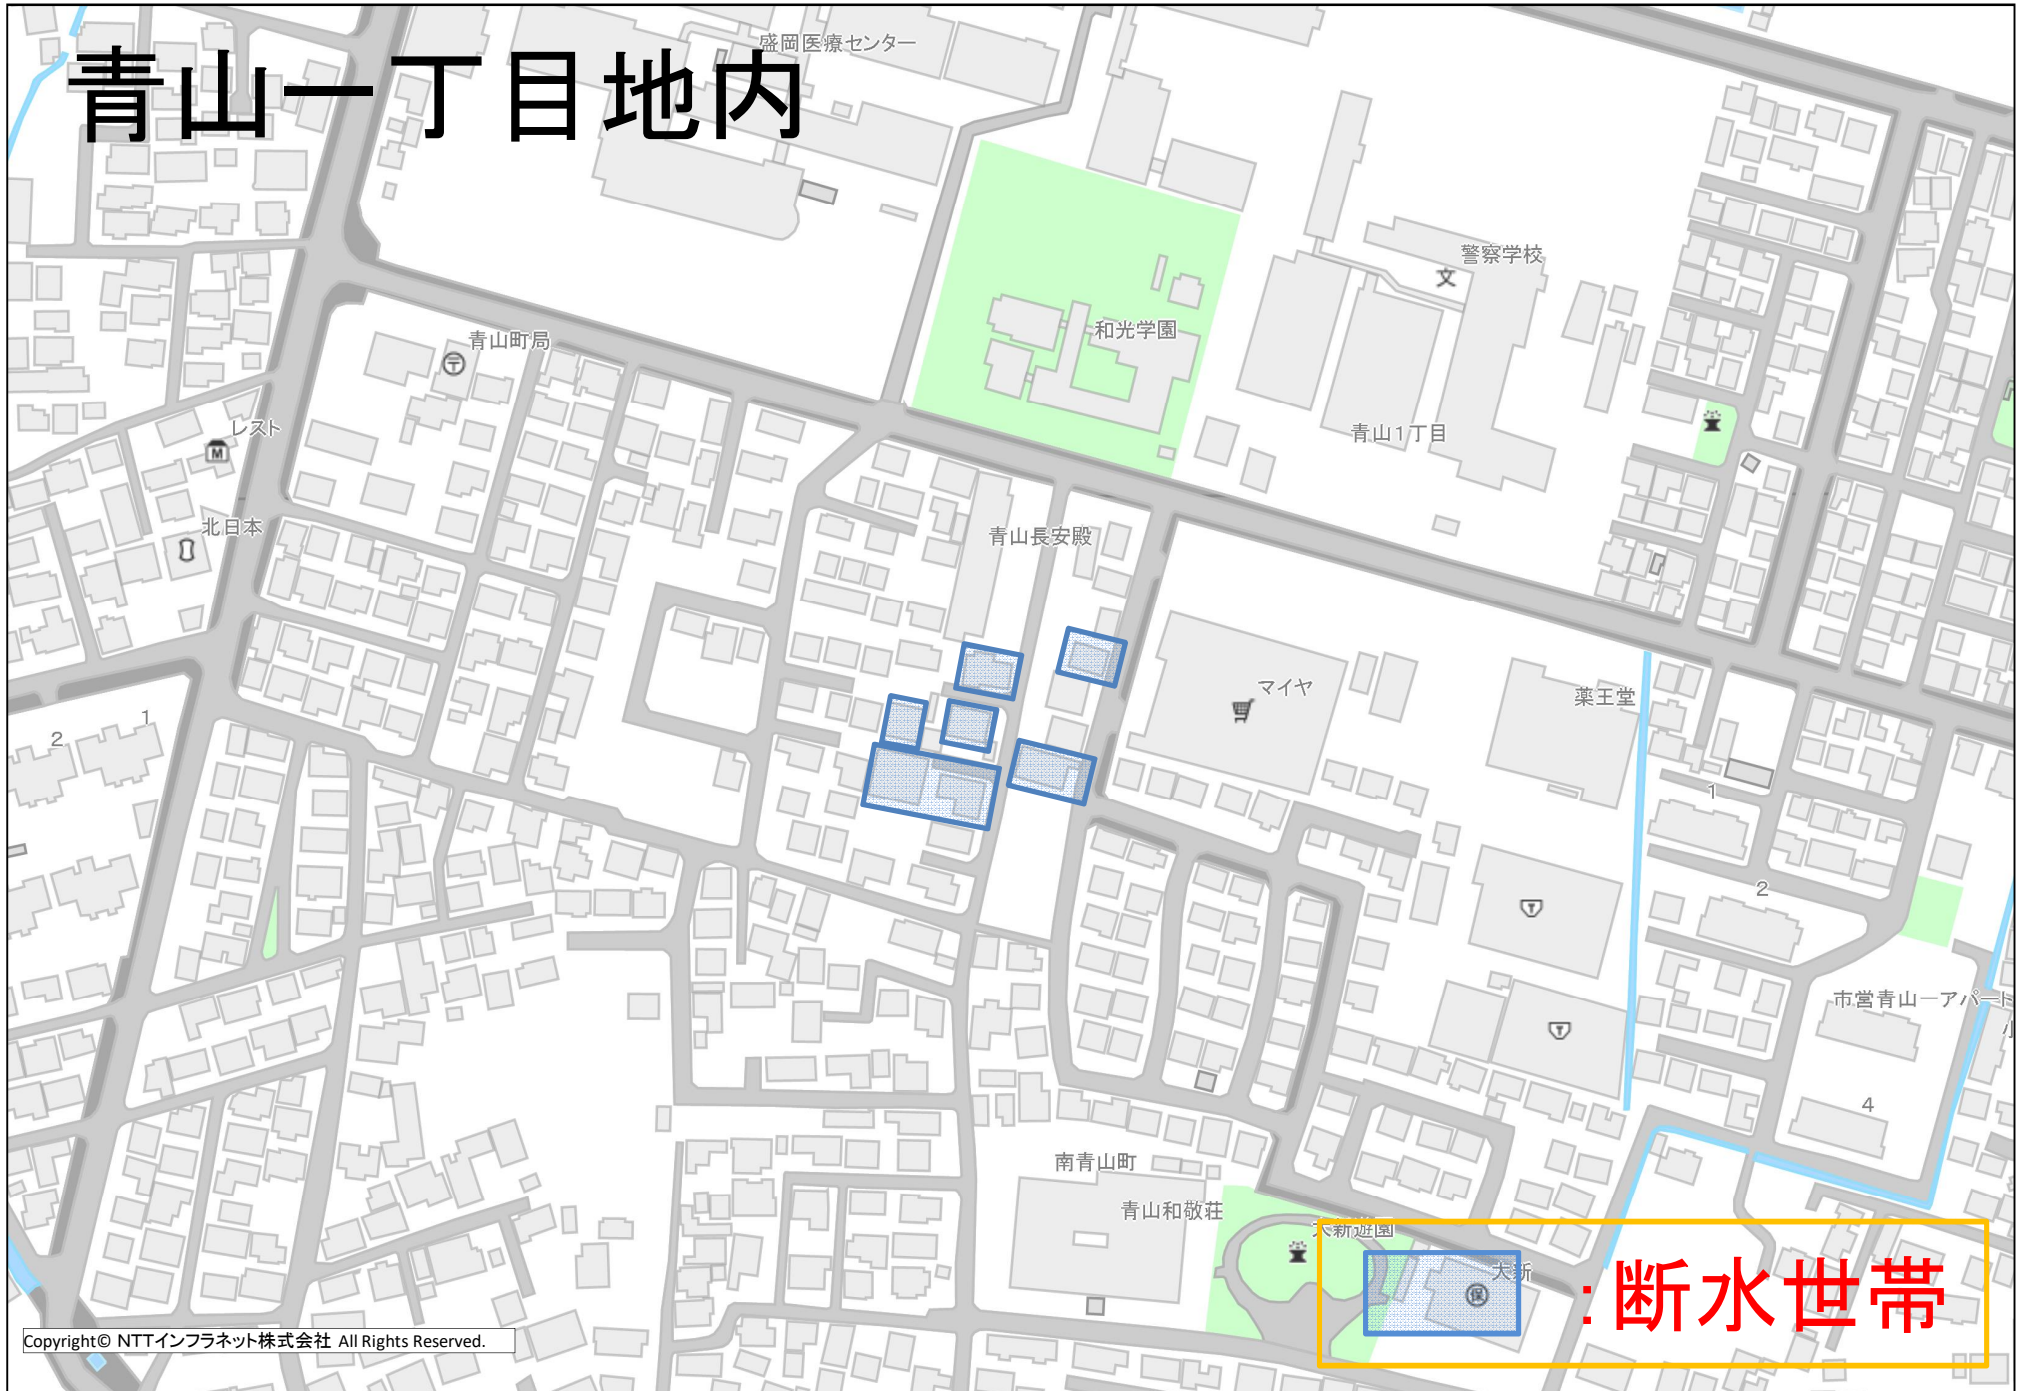 青山一丁目地内
盛岡医療センター
警察学校
文
和光学園
青山町局
〒
レスト
M
青山1丁目
北日本
青山長安殿
マイヤ
薬王堂
1
2
1
2
市営青山一アパート
小
4
南青山町
青山和敬荘
大新遊園
大新
保
:断水世帯
Copyright© NTTインフラネット株式会社 All Rights Reserved.